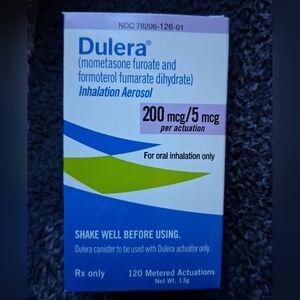 NDC 78206-126-01
Dulera®
(mometasone furoate and
formoterol fumarate dihydrate)
Inhalation Aerosol
200 mcg/5 mcg
per actuation
For oral inhalation only
SHAKE WELL BEFORE USING.
Dulera canister to be used with Dulera actuator only.
Rx only
120 Metered Actuations
Net Wt. 13g